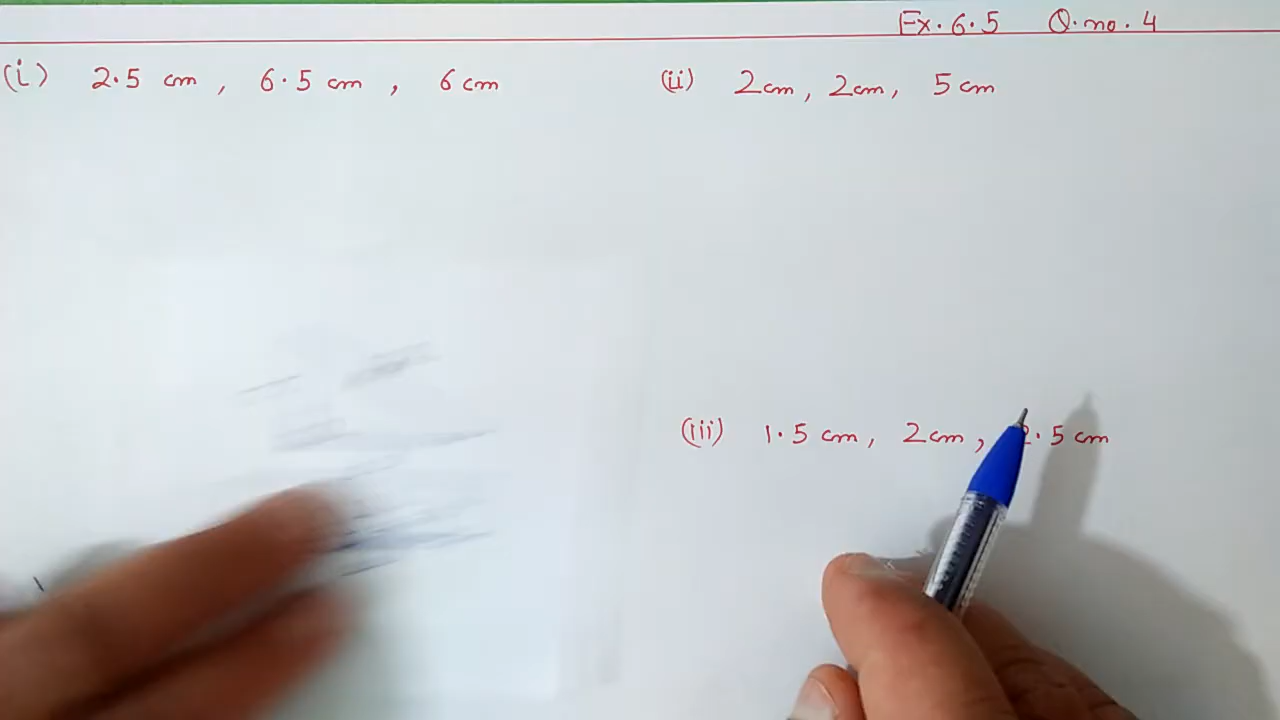 Ex. 6.5 Q. no. 4
(i) 2.5 cm, 6.5 cm, 6 cm
(ii) 2cm, 2cm, 5 cm
(iii) 1.5 cm, 2cm, 2.5 cm